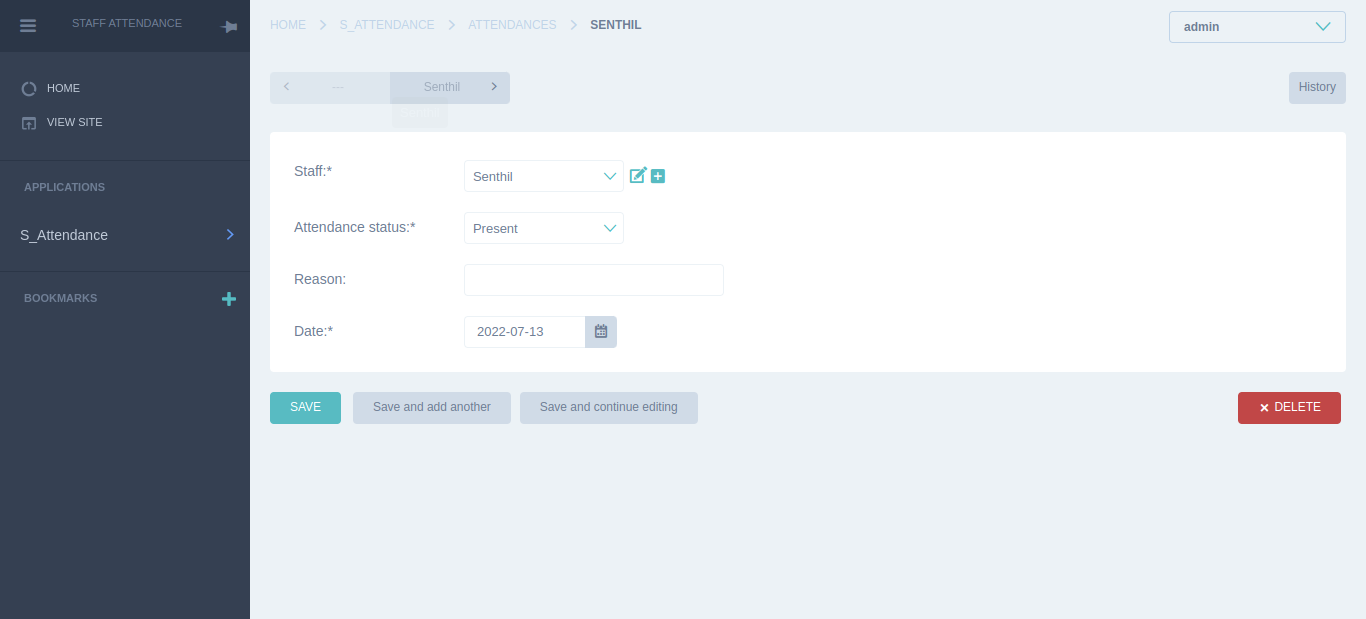 STAFF ATTENDANCE
HOME
VIEW SITE
APPLICATIONS
S_Attendance
BOOKMARKS
HOME S_ATTENDANCE ATTENDANCES SENTHIL
admin
--- Senthil
History
Staff:* Senthil
Attendance status:* Present
Reason:
Date:* 2022-07-13
SAVE Save and add another Save and continue editing DELETE